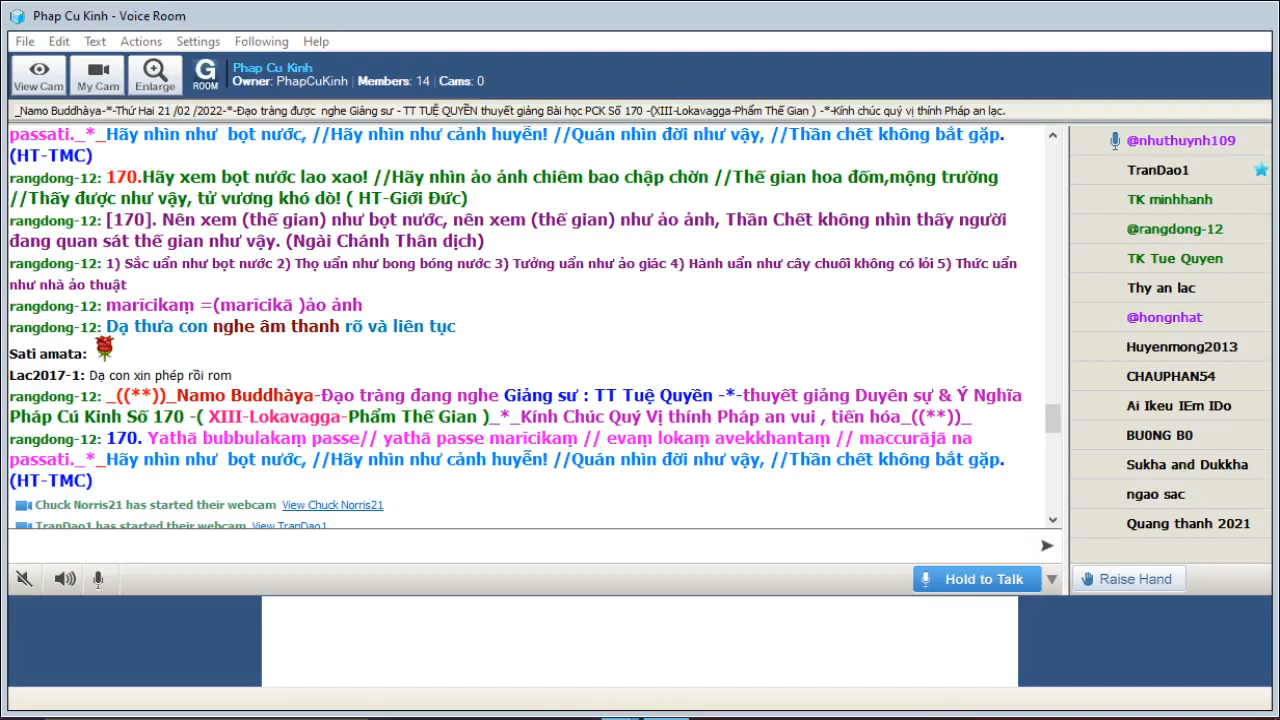 Phap Cu Kinh - Voice Room
File Edit Text Actions Settings Following Help
View Cam My Cam Enlarge G ROOM
Phap Cu Kinh
Owner: PhapCuKinh | Members: 14 | Cams: 0
_Namo Buddhàya-*-Thứ Hai 21 /02 /2022-*-Đạo tràng được nghe Giảng sư - TT TUỆ QUYỀN thuyết giảng Bài học PCK Số 170 -(XIII-Lokavagga-Phẩm Thế Gian ) -*-Kính chúc quý vị thính Pháp an lạc.
passati._*_Hãy nhìn như bọt nước, //Hãy nhìn như cảnh huyễn! //Quán nhìn đời như vậy, //Thần chết không bắt gặp.
(HT-TMC)
rangdong-12: 170.Hãy xem bọt nước lao xao! //Hãy nhìn ảo ảnh chiêm bao chập chờn //Thế gian hoa đốm,mộng trường
//Thấy được như vậy, tử vương khó dò! ( HT-Giới Đức)
rangdong-12: [170]. Nên xem (thế gian) như bọt nước, nên xem (thế gian) như ảo ảnh, Thần Chết không nhìn thấy người
đang quan sát thế gian như vậy. (Ngài Chánh Thân dịch)
rangdong-12: 1) Sắc uẩn như bọt nước 2) Thọ uẩn như bong bóng nước 3) Tưởng uẩn như ảo giác 4) Hành uẩn như cây chuối không có lỏi 5) Thức uẩn
như nhà ảo thuật
rangdong-12: marīcikaṃ =(marīcikā )ảo ảnh
rangdong-12: Dạ thưa con nghe âm thanh rõ và liên tục
Sati amata:
Lac2017-1: Dạ con xin phép rồi rom
rangdong-12: _((**))_Namo Buddhàya-Đạo tràng đang nghe Giảng sư : TT Tuệ Quyền -*-thuyết giảng Duyên sự & Ý Nghĩa
Pháp Cú Kinh Số 170 -( XIII-Lokavagga-Phẩm Thế Gian )_*_Kính Chúc Quý Vị thính Pháp an vui , tiến hóa_((**))_
rangdong-12: 170. Yathā bubbulakaṃ passe// yathā passe marīcikaṃ // evaṃ lokaṃ avekkhantaṃ // maccurājā na
passati._*_Hãy nhìn như bọt nước, //Hãy nhìn như cảnh huyễn! //Quán nhìn đời như vậy, //Thần chết không bắt gặp.
(HT-TMC)
Chuck Norris21 has started their webcam View Chuck Norris21
TranDao1 has started their webcam View TranDao1
@nhuthuynh109
TranDao1
TK minhhanh
@rangdong-12
TK Tue Quyen
Thy an lac
@hongnhat
Huyenmong2013
CHAUPHAN54
Ai Ikeu IEm IDo
BU0NG B0
Sukha and Dukkha
ngao sac
Quang thanh 2021
Hold to Talk
Raise Hand